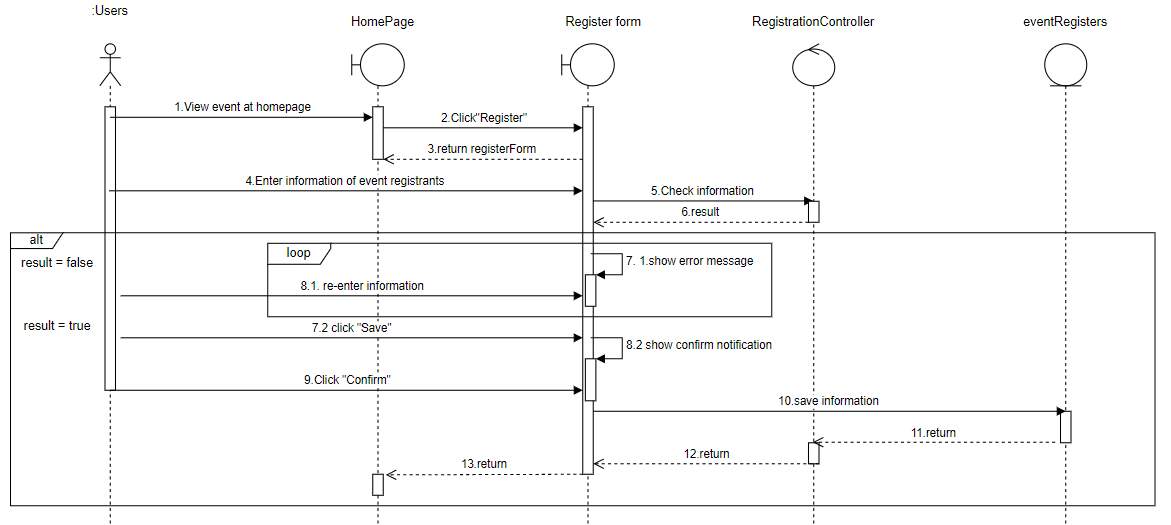 :Users
HomePage
Register form
RegistrationController
eventRegisters
1.View event at homepage
2.Click"Register"
3.return registerForm
4.Enter information of event registrants
5.Check information
6.result
alt
result = false
loop
7. 1.show error message
8.1. re-enter information
result = true
7.2 click "Save"
8.2 show confirm notification
9.Click "Confirm"
10.save information
11.return
12.return
13.return